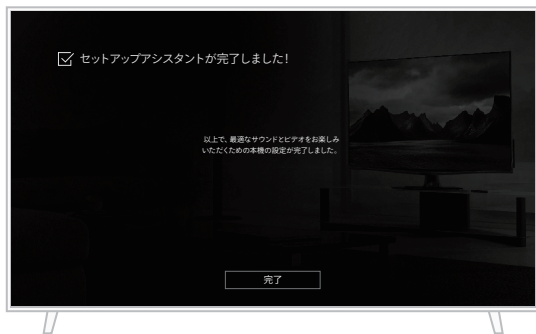 セットアップアシスタントが完了しました!
以上で、最適なサウンドとビデオをお楽しみ
いただくための本機の設定が完了しました。
完了